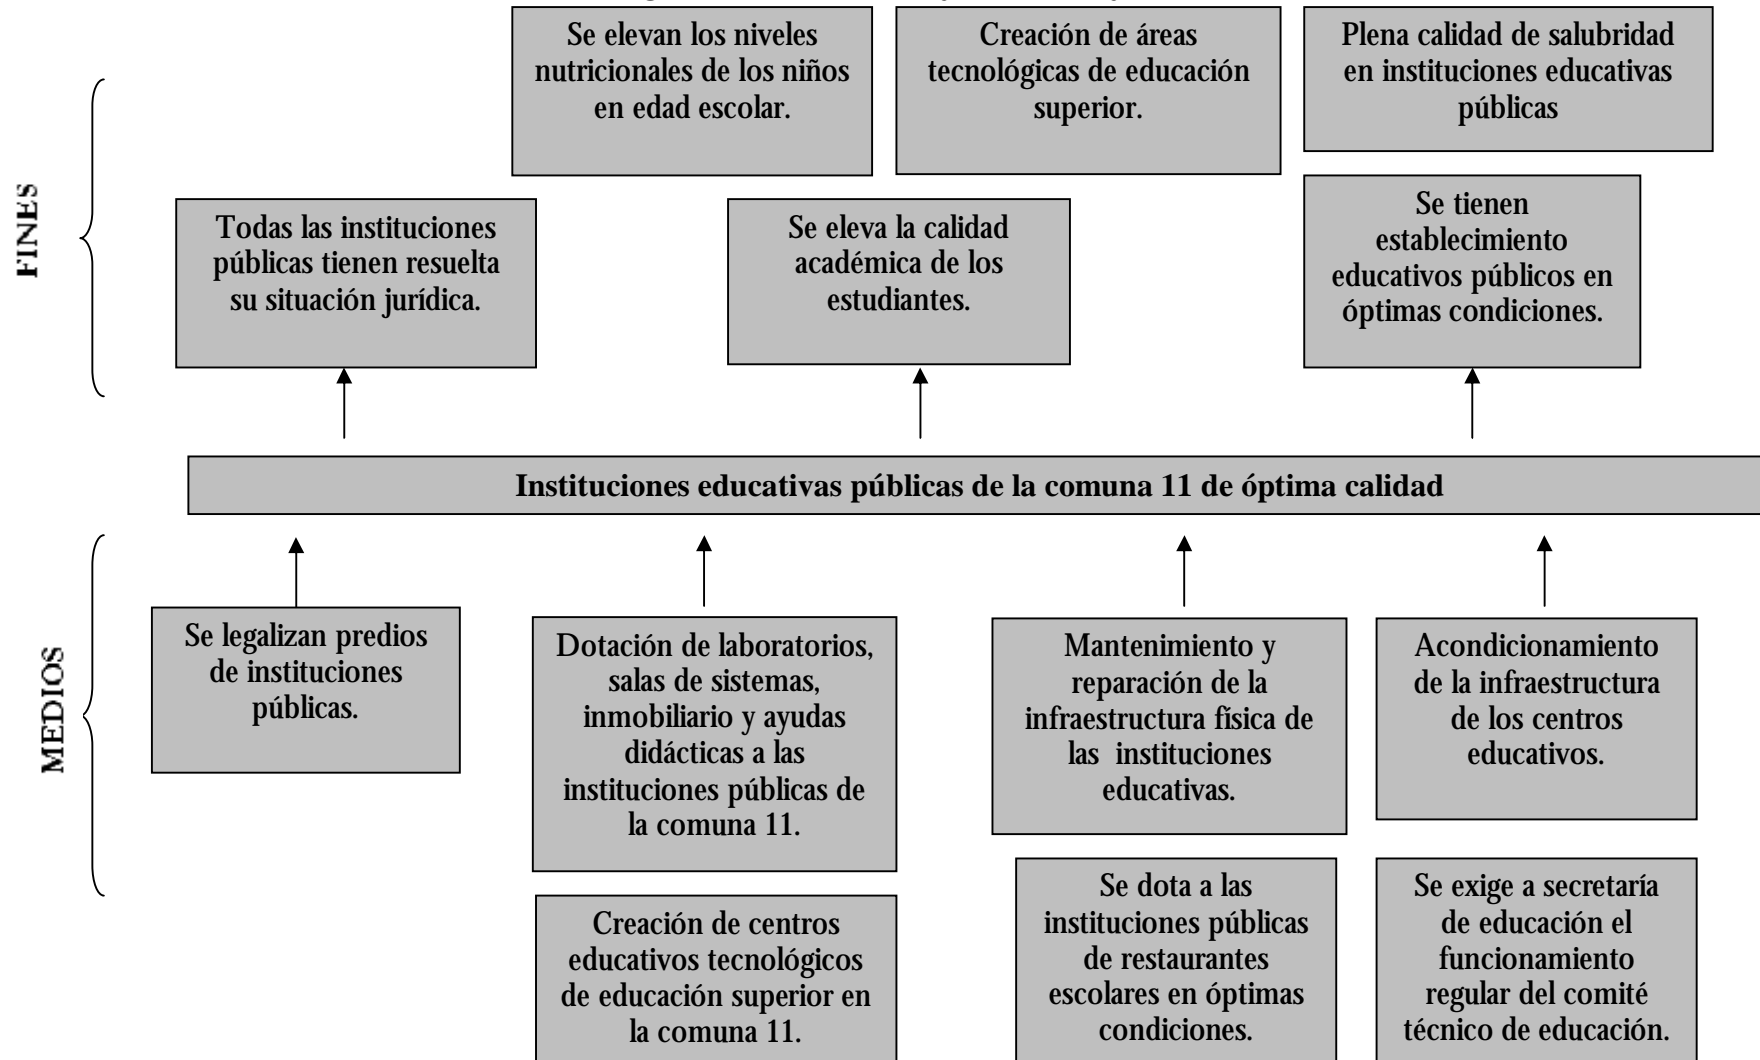 Se elevan los niveles
nutricionales de los niños
en edad escolar.
Creación de áreas
tecnológicas de educación
superior.
Plena calidad de salubridad
en instituciones educativas
públicas
FINES
Todas las instituciones
públicas tienen resuelta
su situación jurídica.
Se eleva la calidad
académica de los
estudiantes.
Se tienen
establecimiento
educativos públicos en
óptimas condiciones.
Instituciones educativas públicas de la comuna 11 de óptima calidad
MEDIOS
Se legalizan predios
de instituciones
públicas.
Dotación de laboratorios,
salas de sistemas,
inmobiliario y ayudas
didácticas a las
instituciones públicas de
la comuna 11.
Mantenimiento y
reparación de la
infraestructura física de
las instituciones
educativas.
Acondicionamiento
de la infraestructura
de los centros
educativos.
Creación de centros
educativos tecnológicos
de educación superior en
la comuna 11.
Se dota a las
instituciones públicas
de restaurantes
escolares en óptimas
condiciones.
Se exige a secretaría
de educación el
funcionamiento
regular del comité
técnico de educación.